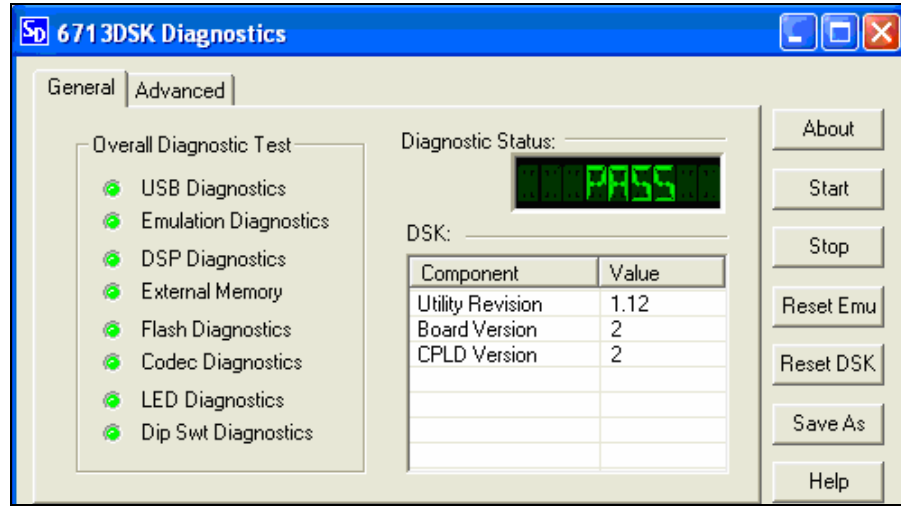 SD 6713DSK Diagnostics
General
Advanced
Overall Diagnostic Test
USB Diagnostics
Emulation Diagnostics
DSP Diagnostics
External Memory
Flash Diagnostics
Codec Diagnostics
LED Diagnostics
Dip Swt Diagnostics
Diagnostic Status:
PASS
DSK:
Component Value
Utility Revision 1.12
Board Version 2
CPLD Version 2
About
Start
Stop
Reset Emu
Reset DSK
Save As
Help